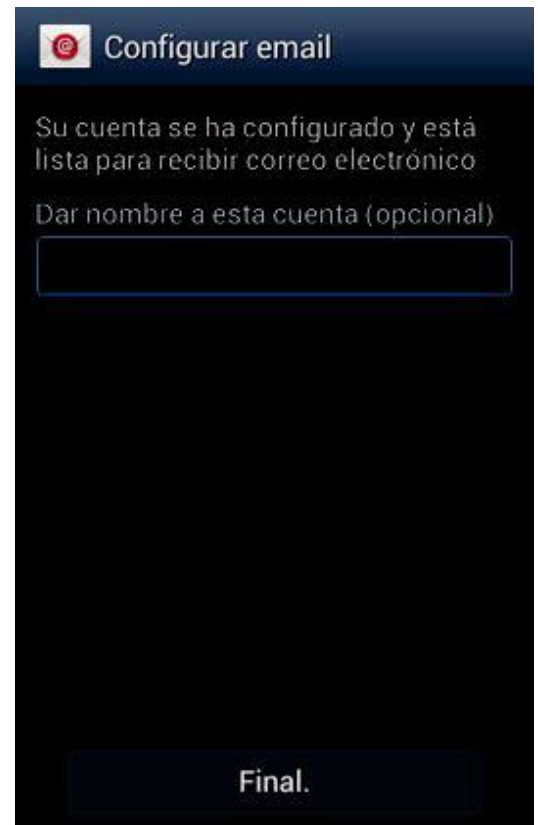 Configurar email
Su cuenta se ha configurado y está
lista para recibir correo electrónico
Dar nombre a esta cuenta (opcional)
Final.